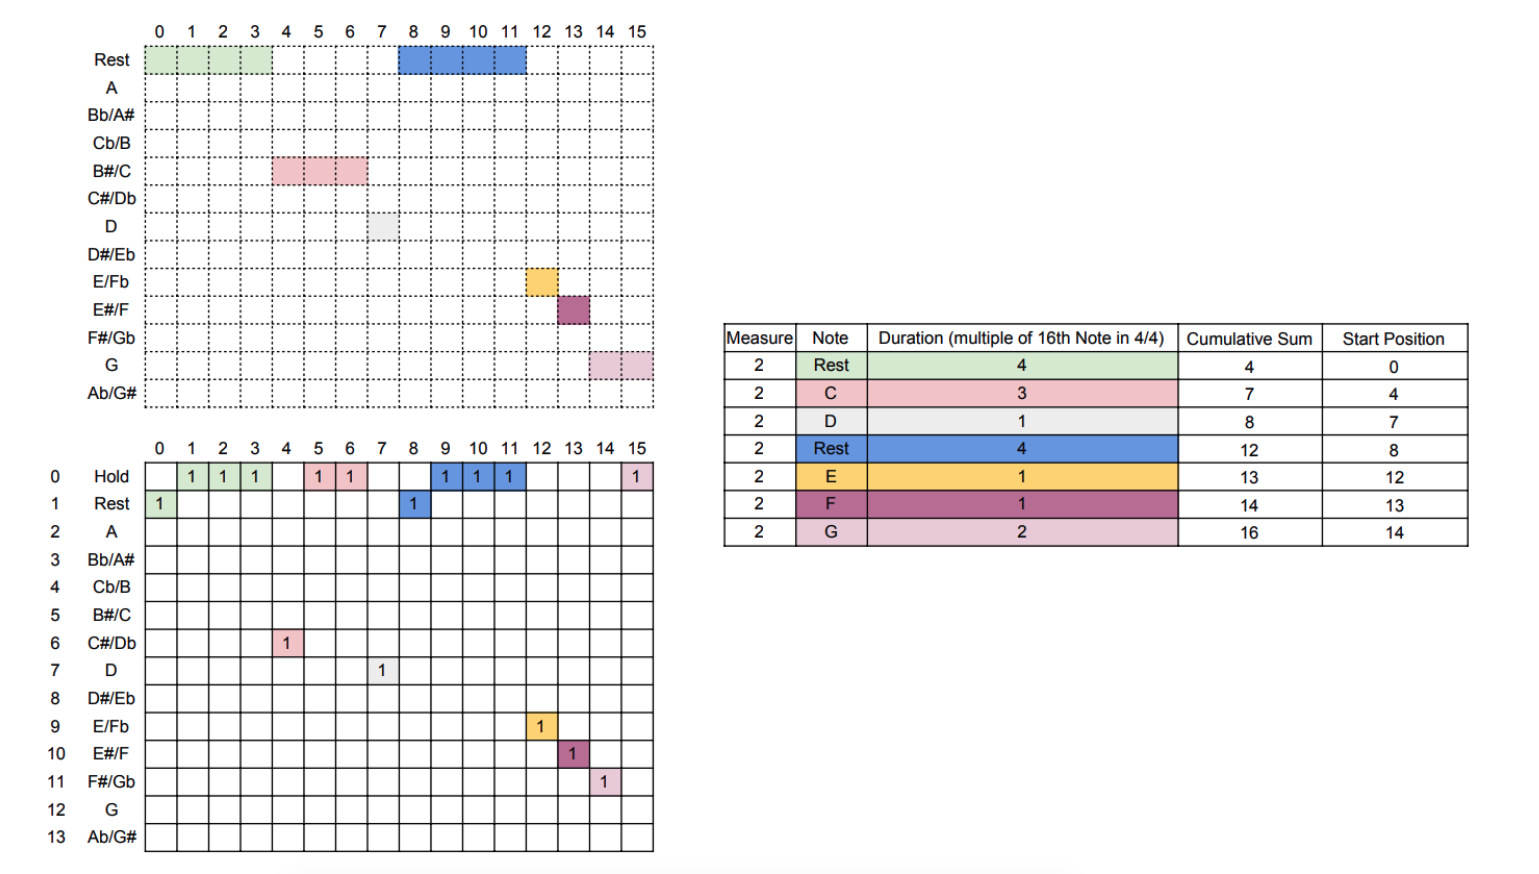 0 1 2 3 4 5 6 7 8 9 10 11 12 13 14 15
Rest
A
Bb/A#
Cb/B
B#/C
C#/Db
D
D#/Eb
E/Fb
E#/F
F#/Gb
G
Ab/G#
0 1 2 3 4 5 6 7 8 9 10 11 12 13 14 15
0 Hold 1 1 1 1 1 1 1 1 1
1 Rest 1 1
2 A
3 Bb/A#
4 Cb/B
5 B#/C
6 C#/Db 1
7 D 1
8 D#/Eb
9 E/Fb 1
10 E#/F 1
11 F#/Gb 1
12 G
13 Ab/G#
Measure Note Duration (multiple of 16th Note in 4/4) Cumulative Sum Start Position
2 Rest 4 4 0
2 C 3 7 4
2 D 1 8 7
2 Rest 4 12 8
2 E 1 13 12
2 F 1 14 13
2 G 2 16 14